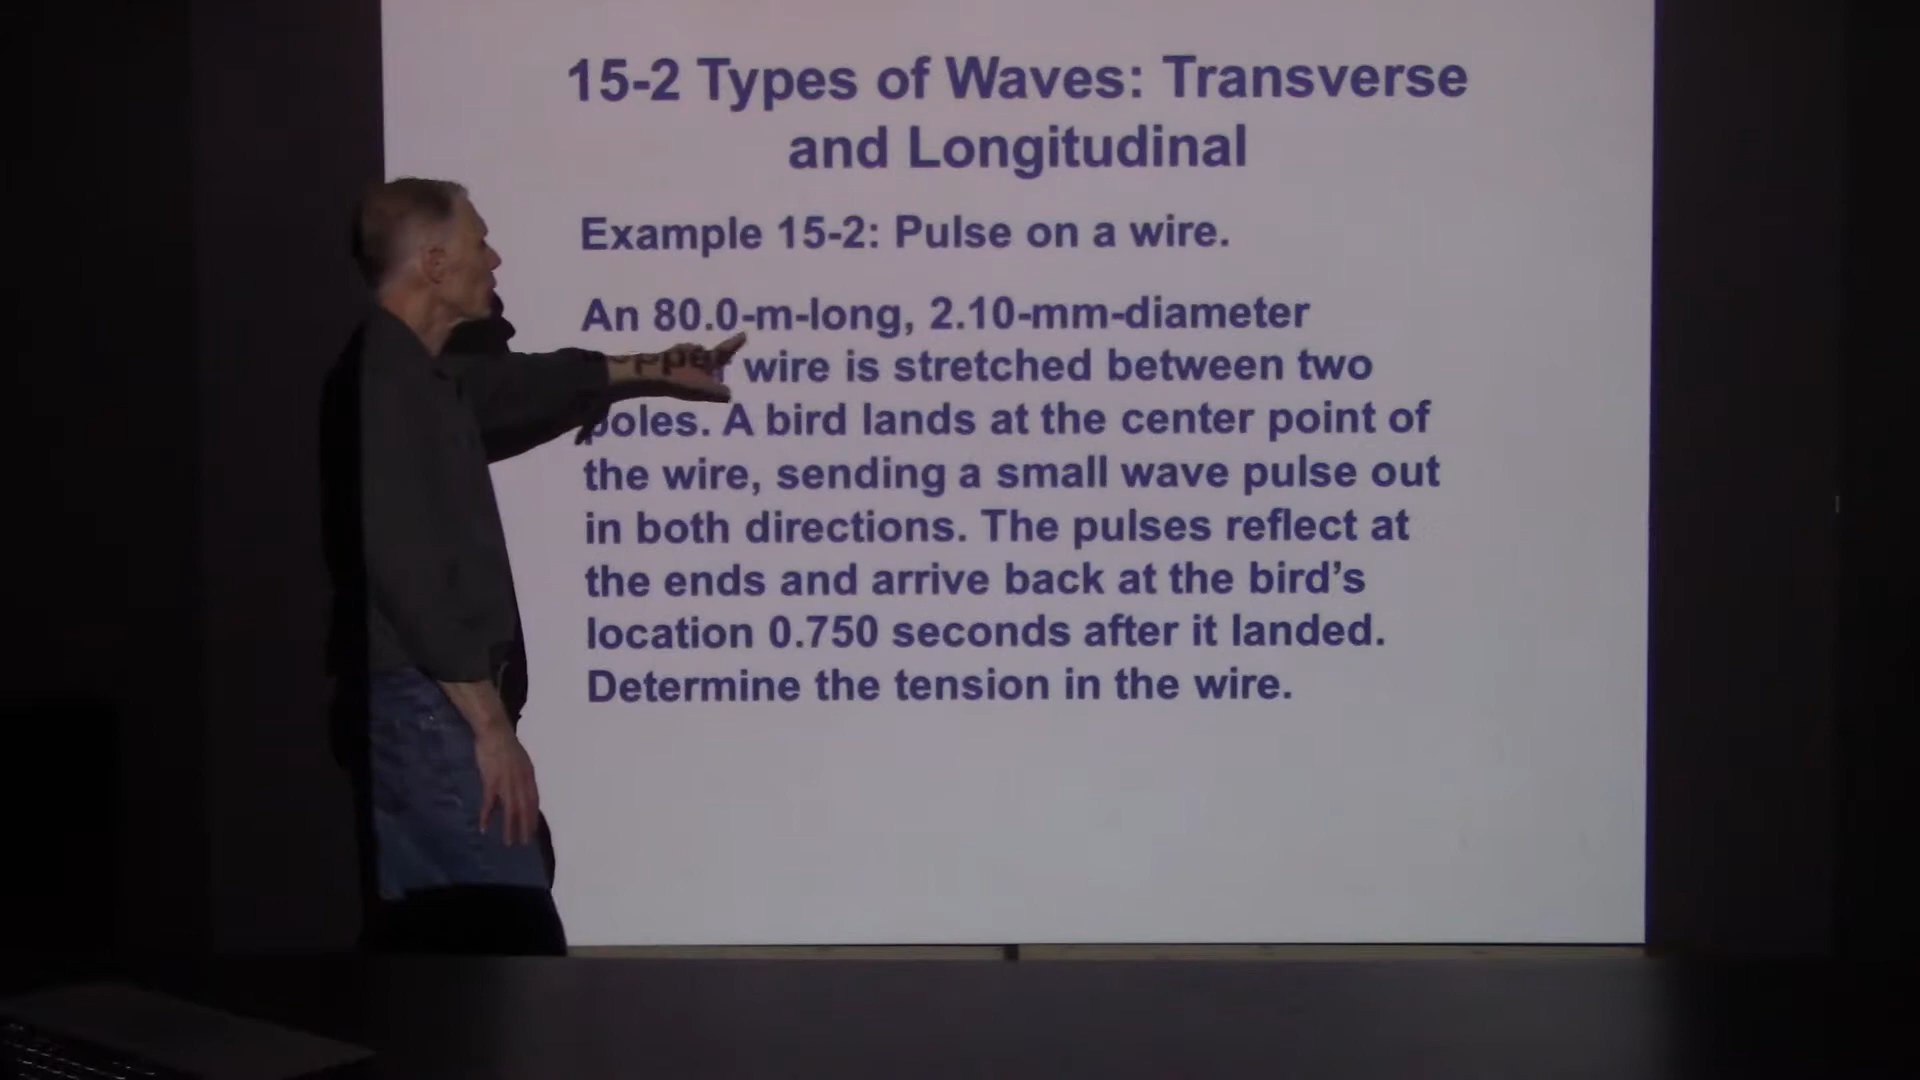 15-2 Types of Waves: Transverse
and Longitudinal
Example 15-2: Pulse on a wire.
An 80.0-m-long, 2.10-mm-diameter
copper wire is stretched between two
poles. A bird lands at the center point of
the wire, sending a small wave pulse out
in both directions. The pulses reflect at
the ends and arrive back at the bird’s
location 0.750 seconds after it landed.
Determine the tension in the wire.